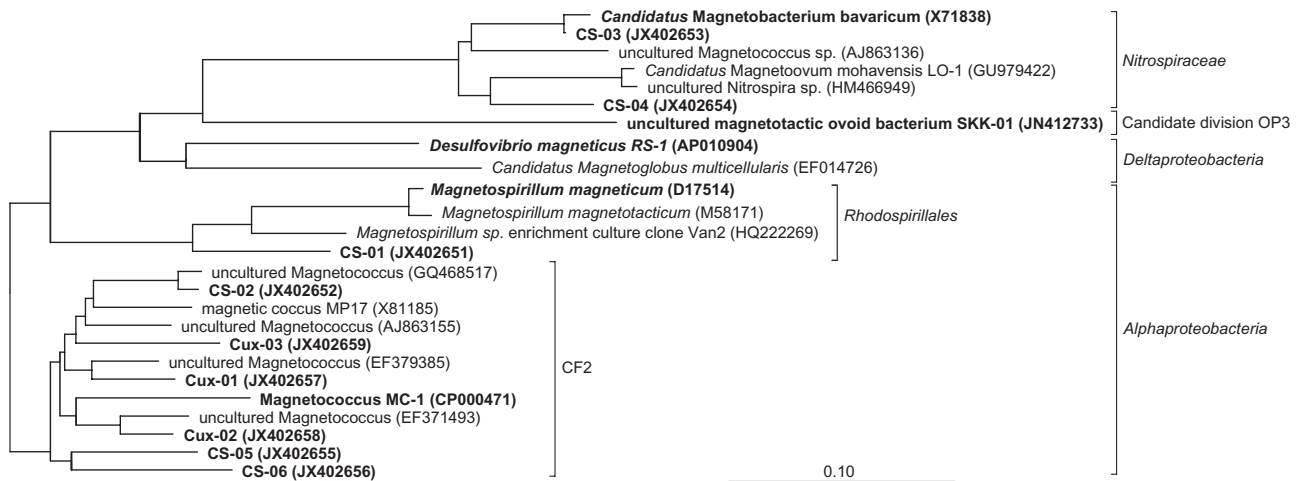 Candidatus Magnetobacterium bavaricum (X71838)
CS-03 (JX402653)
uncultured Magnetococcus sp. (AJ863136)
Nitrospiraceae
Candidatus Magnetoovum mohavensis LO-1 (GU979422)
uncultured Nitrospira sp. (HM466949)
CS-04 (JX402654)
uncultured magnetotactic ovoid bacterium SKK-01 (JN412733)
Candidate division OP3
Desulfovibrio magneticus RS-1 (AP010904)
Deltaproteobacteria
Candidatus Magnetoglobus multicellularis (EF014726)
Magnetospirillum magneticum (D17514)
Magnetospirillum magnetotacticum (M58171)
Rhodospirillales
Magnetospirillum sp. enrichment culture clone Van2 (HQ222269)
CS-01 (JX402651)
uncultured Magnetococcus (GQ468517)
CS-02 (JX402652)
magnetic coccus MP17 (X81185)
uncultured Magnetococcus (AJ863155)
Alphaproteobacteria
Cux-03 (JX402659)
uncultured Magnetococcus (EF379385)
CF2
Cux-01 (JX402657)
Magnetococcus MC-1 (CP000471)
uncultured Magnetococcus (EF371493)
Cux-02 (JX402658)
CS-05 (JX402655)
CS-06 (JX402656)
0.10